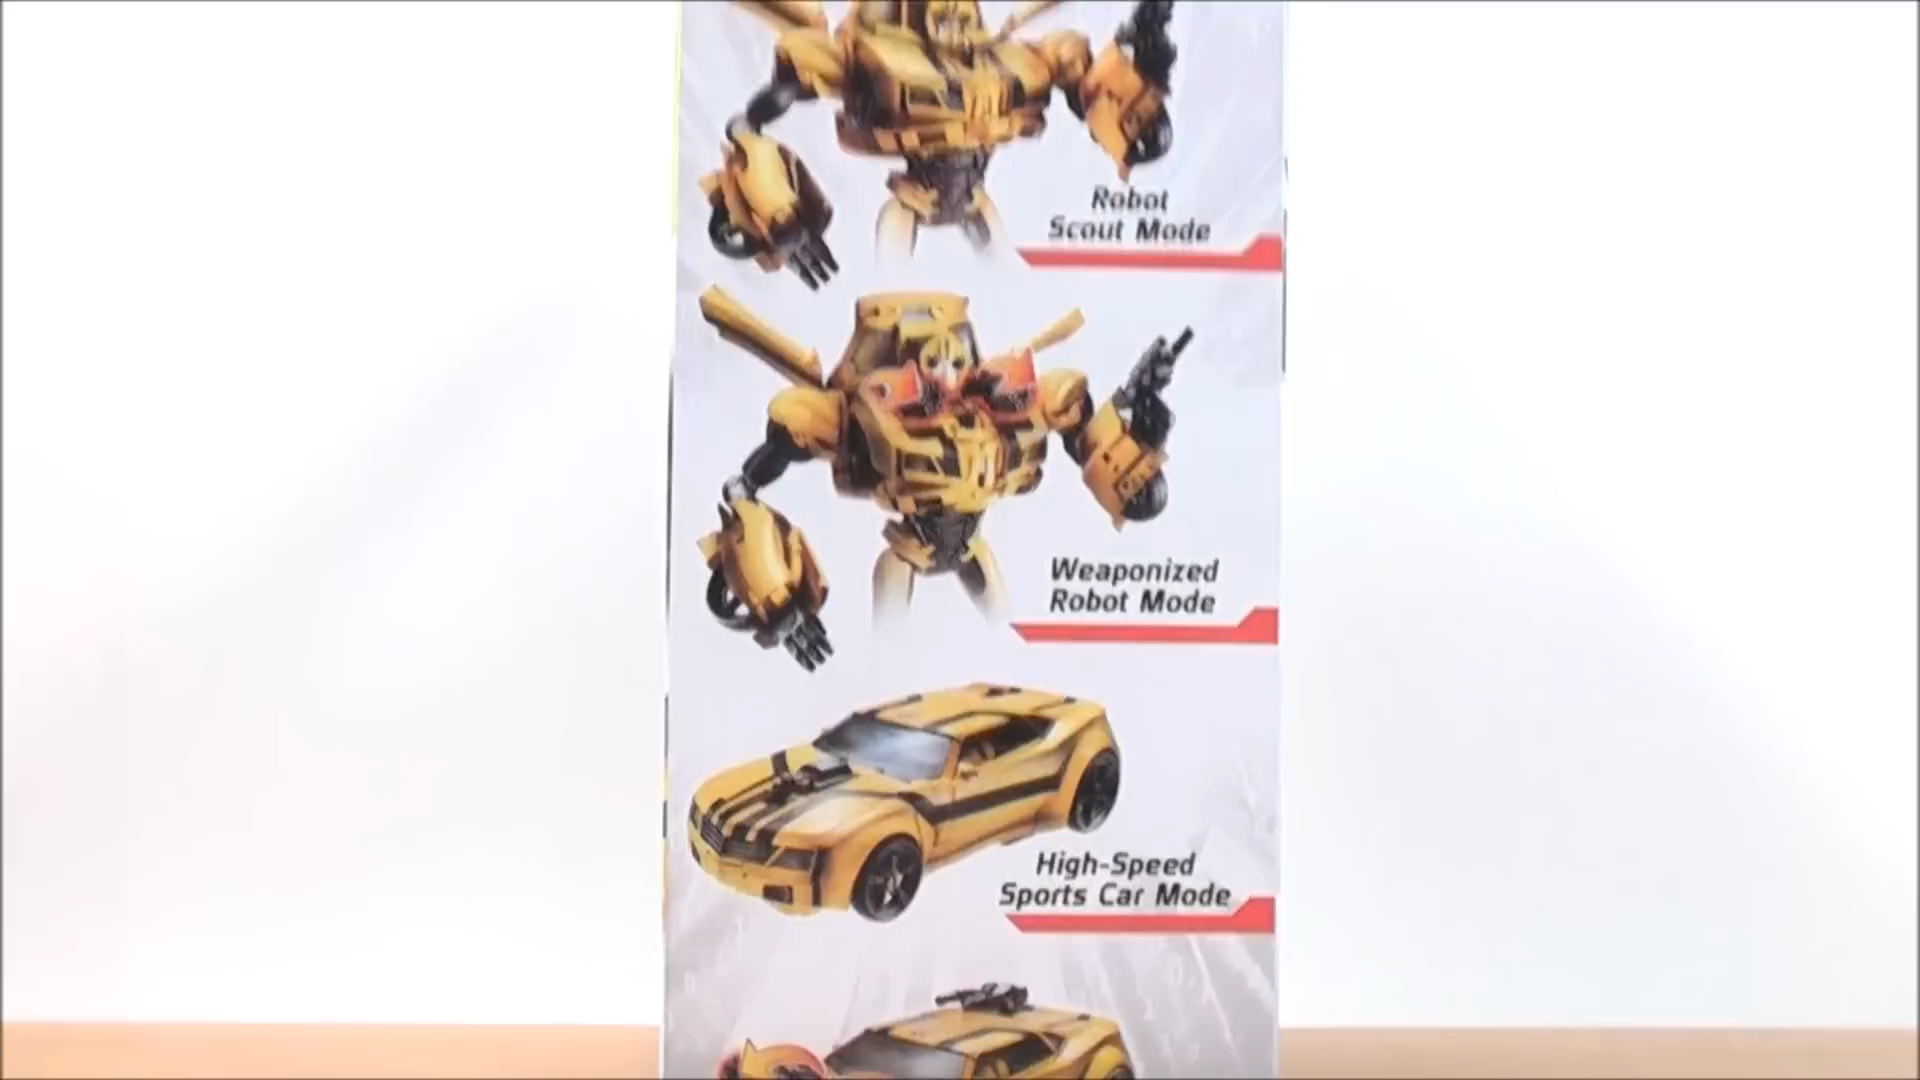 Robot
Scout Mode
Weaponized
Robot Mode
High-Speed
Sports Car Mode